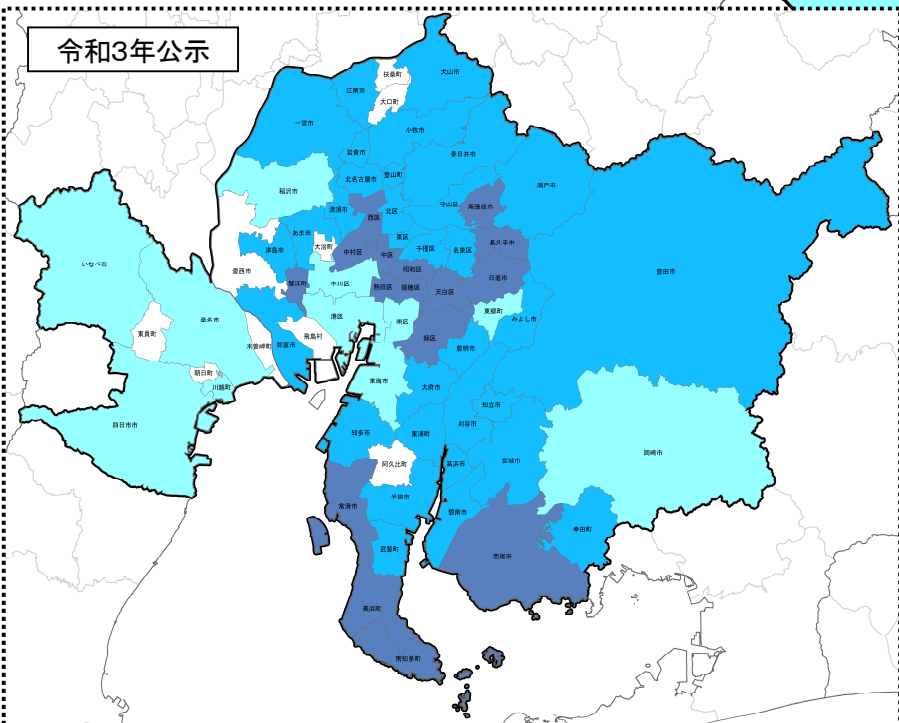 令和3年公示
扶桑町
犬山市
江南市
大口町
一宮市
小牧市
岩倉市
春日井市
豊山町
北名古屋市
瀬戸市
稲沢市
守山区
尾張旭市
清須市
北区
西区
あま市
東区
長久手市
大治町
千種区
名東区
津島市
中村区
中区
いなべ市
愛西市
昭和区
豊田市
日進市
蟹江町
中川区
熱田区
瑞穂区
天白区
東郷町
港区
南区
みよし市
桑名市
東員町
飛島村
緑区
木曽岬町
弥富市
豊明市
朝日町
東海市
川越町
大府市
知立市
四日市市
刈谷市
知多市
東浦町
岡崎市
阿久比町
高浜市
安城市
半田市
常滑市
碧南市
幸田町
武豊町
西尾市
美浜町
南知多町